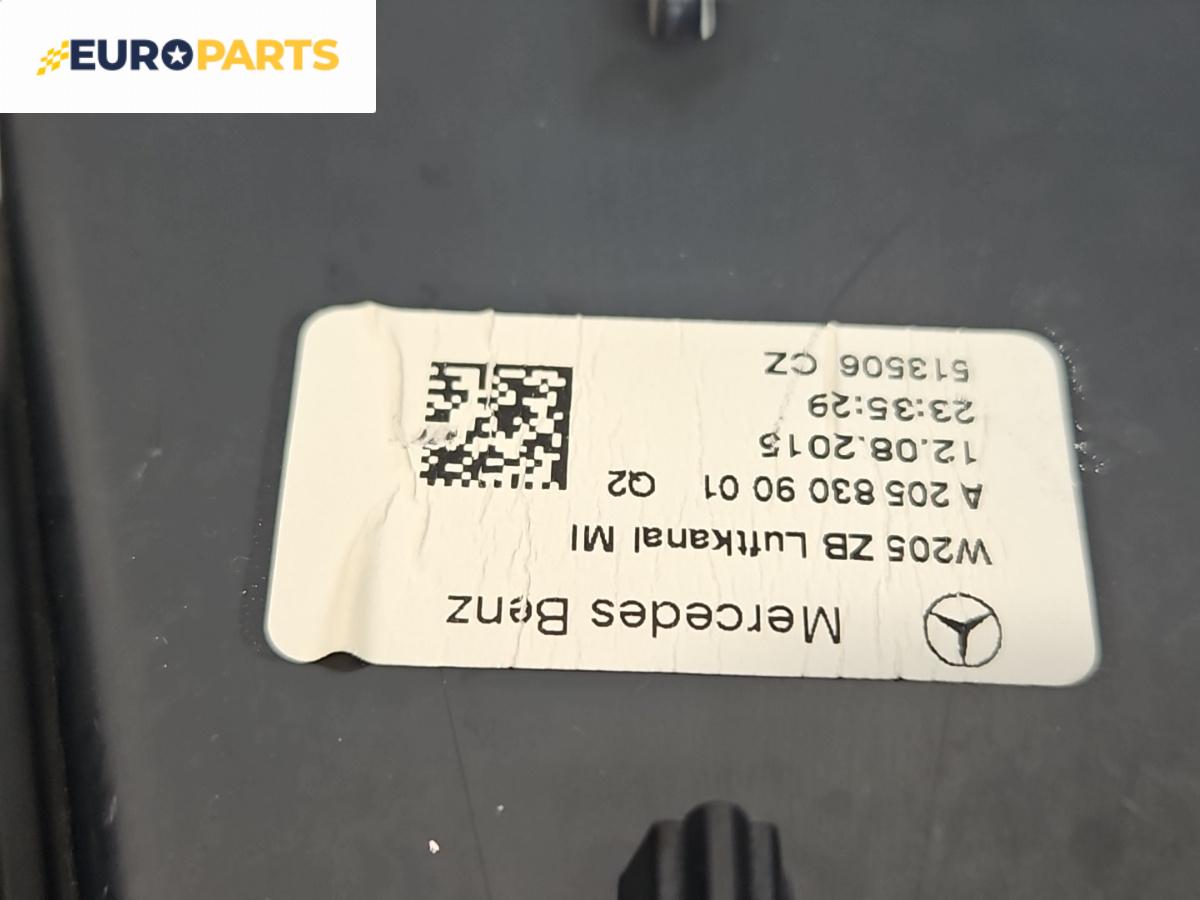 EUROPARTS
Mercedes Benz
W205 ZB Luftkanal MI
A 205 830 90 01 Q2
12.08.2015
23:35:29
513506 CZ